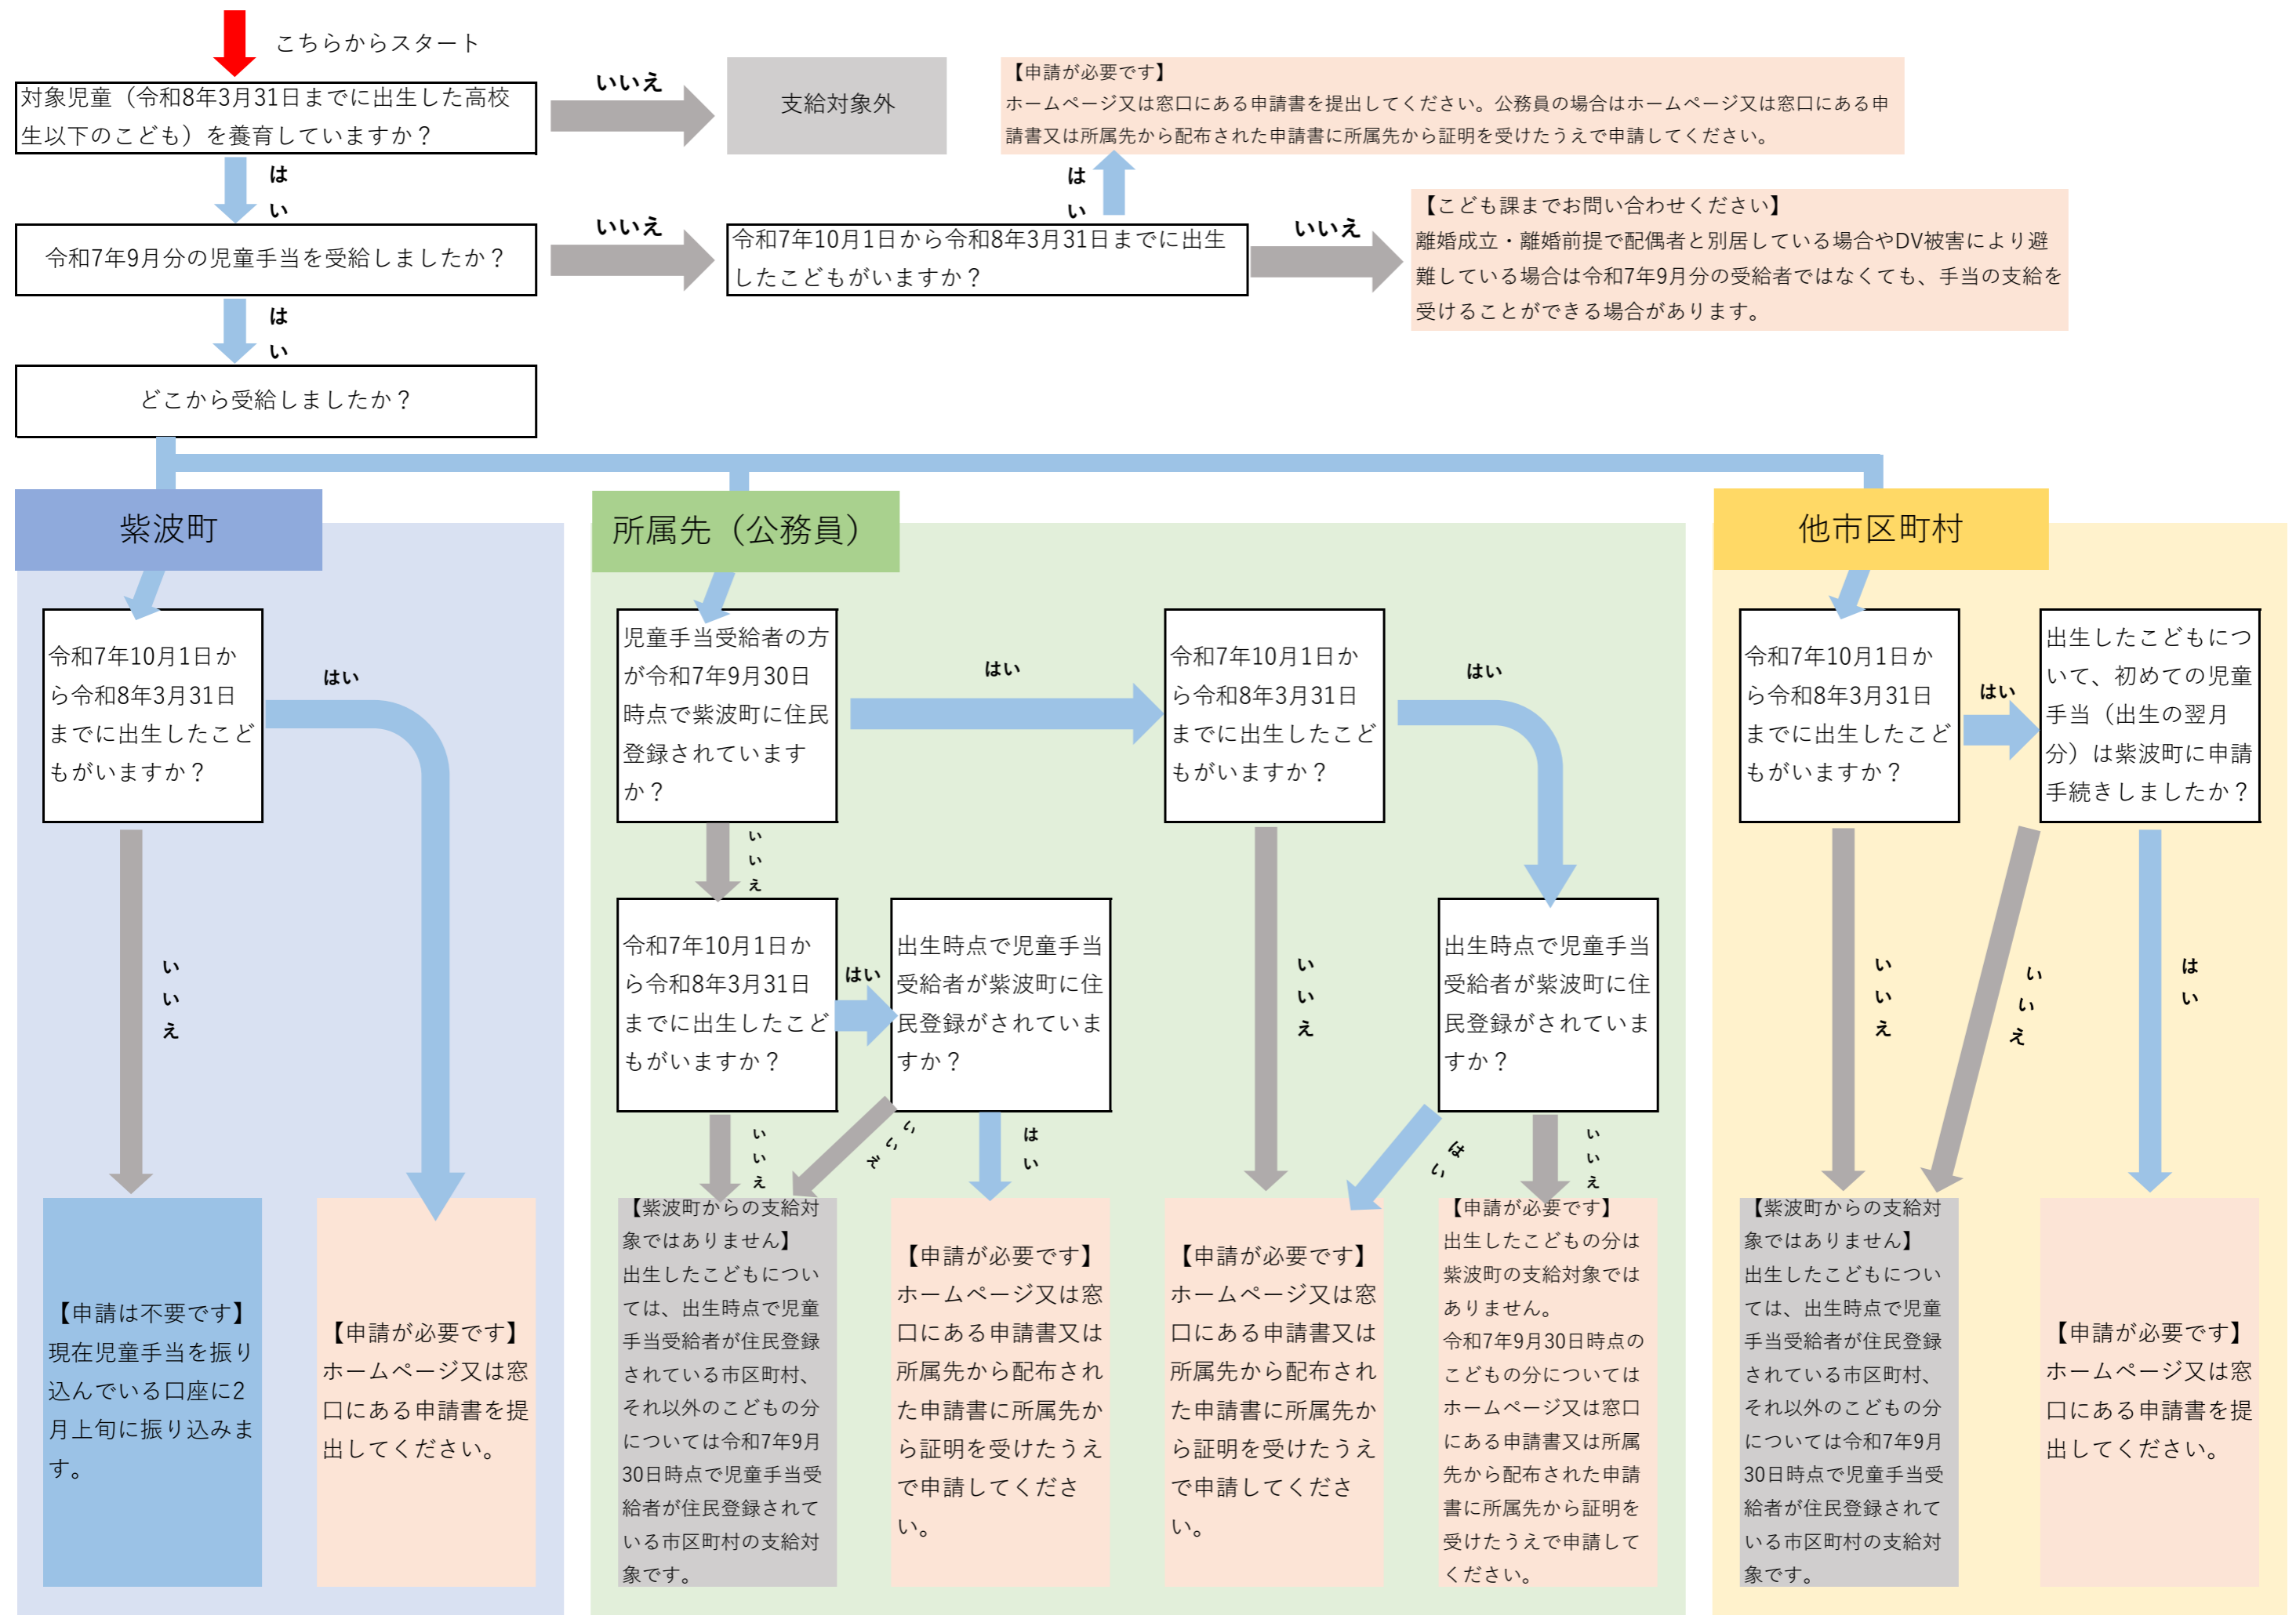 こちらからスタート
対象児童（令和8年3月31日までに出生した高校
生以下のこども）を養育していますか？
いいえ
支給対象外
はい
令和7年9月分の児童手当を受給しましたか？
いいえ
令和7年10月1日から令和8年3月31日までに出生
したこどもがいますか？
はい
【申請が必要です】
ホームページ又は窓口にある申請書を提出してください。公務員の場合はホームページ又は窓口にある申
請書又は所属先から配布された申請書に所属先から証明を受けたうえで申請してください。
いいえ
【こども課までお問い合わせください】
離婚成立・離婚前提で配偶者と別居している場合やDV被害により避
難している場合は令和7年9月分の受給者ではなくても、手当の支給を
受けることができる場合があります。
はい
どこから受給しましたか？
紫波町
令和7年10月1日か
ら令和8年3月31日
までに出生したこど
もがいますか？
はい
いいえ
【申請は不要です】
現在児童手当を振り
込んでいる口座に2
月上旬に振り込みま
す。
【申請が必要です】
ホームページ又は窓
口にある申請書を提
出してください。
所属先（公務員）
児童手当受給者の方
が令和7年9月30日
時点で紫波町に住民
登録されています
か？
はい
令和7年10月1日か
ら令和8年3月31日
までに出生したこど
もがいますか？
はい
いいえ
令和7年10月1日か
ら令和8年3月31日
までに出生したこど
もがいますか？
はい
出生時点で児童手当
受給者が紫波町に住
民登録がされていま
すか？
いいえ
出生時点で児童手当
受給者が紫波町に住
民登録がされていま
すか？
いいえ
いいえ
はい
はい
いいえ
【紫波町からの支給対
象ではありません】
出生したこどもについ
ては、出生時点で児童
手当受給者が住民登録
されている市区町村、
それ以外のこどもの分
については令和7年9月
30日時点で児童手当受
給者が住民登録されて
いる市区町村の支給対
象です。
【申請が必要です】
ホームページ又は窓
口にある申請書又は
所属先から配布され
た申請書に所属先か
ら証明を受けたうえ
で申請してくださ
い。
【申請が必要です】
ホームページ又は窓
口にある申請書又は
所属先から配布され
た申請書に所属先か
ら証明を受けたうえ
で申請してくださ
い。
【申請が必要です】
出生したこどもの分は
紫波町の支給対象では
ありません。
令和7年9月30日時点の
こどもの分については
ホームページ又は窓口
にある申請書又は所属
先から配布された申請
書に所属先から証明を
受けたうえで申請して
ください。
他市区町村
令和7年10月1日か
ら令和8年3月31日
までに出生したこど
もがいますか？
はい
出生したこどもにつ
いて、初めての児童
手当（出生の翌月
分）は紫波町に申請
手続きしましたか？
いいえ
いいえ
はい
【紫波町からの支給対
象ではありません】
出生したこどもについ
ては、出生時点で児童
手当受給者が住民登録
されている市区町村、
それ以外のこどもの分
については令和7年9月
30日時点で児童手当受
給者が住民登録されて
いる市区町村の支給対
象です。
【申請が必要です】
ホームページ又は窓
口にある申請書を提
出してください。